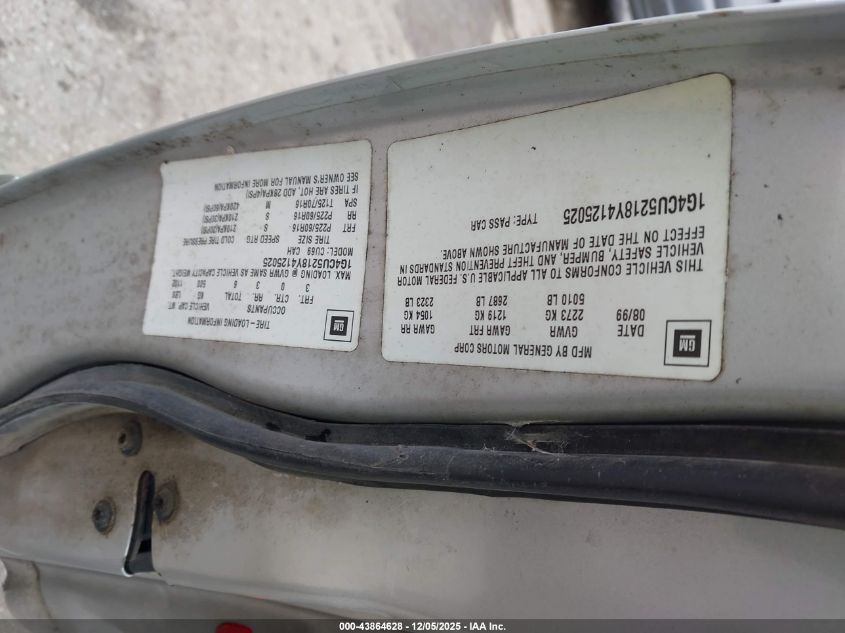 GM
MFD BY GENERAL MOTORS CORP
DATE GVWR GAWR FRT GAWR RR
08/99 2273 KG 1219 KG 1054 KG
5010 LB 2687 LB 2323 LB
THIS VEHICLE CONFORMS TO ALL APPLICABLE U.S. FEDERAL MOTOR
VEHICLE SAFETY, BUMPER, AND THEFT PREVENTION STANDARDS IN
EFFECT ON THE DATE OF MANUFACTURE SHOWN ABOVE.
TYPE: PASS CAR
1G4CU5218Y4125025
GM
TIRE-LOADING INFORMATION
OCCUPANTS VEHICLE CAP. WT.
FRT. CTR. RR. TOTAL KG LBS
3 0 3 6 500 1102
MAX LOADING & GVWR SAME AS VEHICLE CAPACITY WEIGHT.
1G4CU5218Y4125025
MODEL: CU69 CAH
TIRE SIZE SPEED RTG COLD TIRE PRESSURE
FRT P225/60R16 S 210KPA(30PSI)
RR P225/60R16 S 210KPA(30PSI)
SPA T125/70R16 M 420KPA(60PSI)
IF TIRES ARE HOT, ADD 28KPA(4PSI)
SEE OWNER'S MANUAL FOR MORE INFORMATION
000-43864628 - 12/05/2025 - IAA Inc.